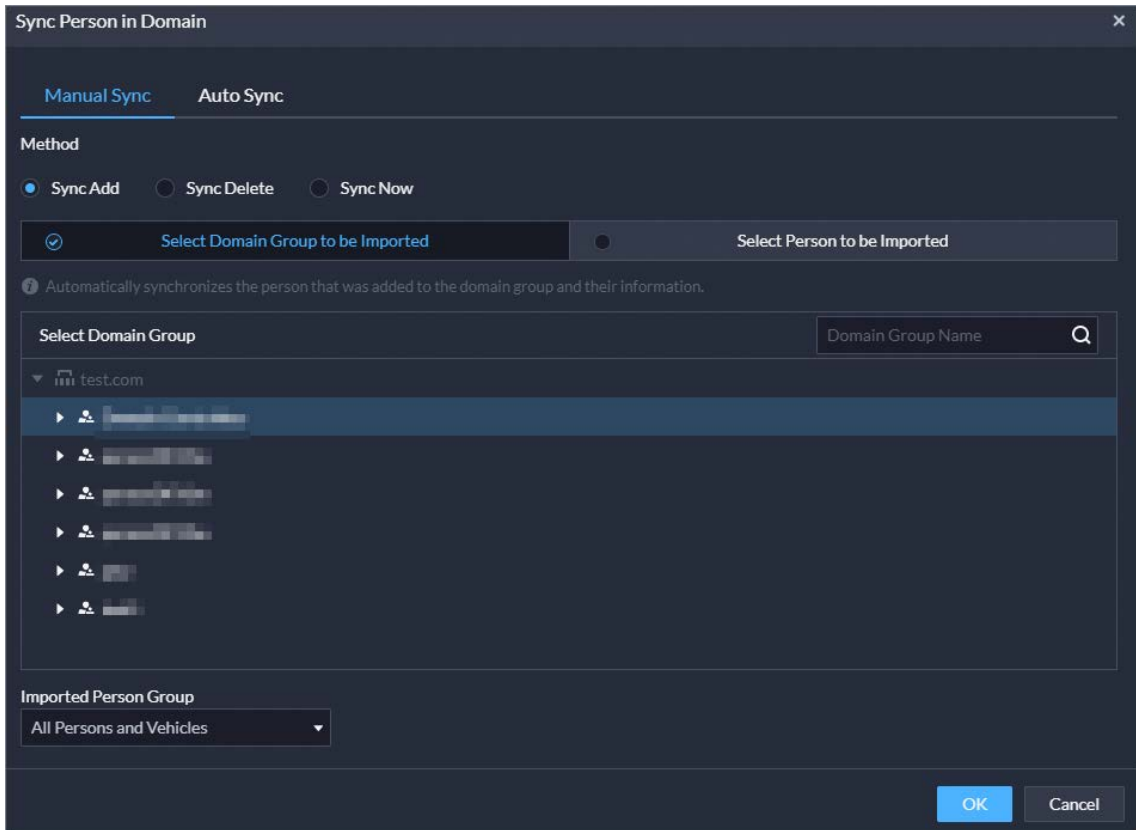 Sync Person in Domain
Manual Sync Auto Sync
Method
Sync Add Sync Delete Sync Now
Select Domain Group to be Imported Select Person to be Imported
Automatically synchronizes the person that was added to the domain group and their information.
Select Domain Group Domain Group Name
test.com
Imported Person Group
All Persons and Vehicles
OK Cancel